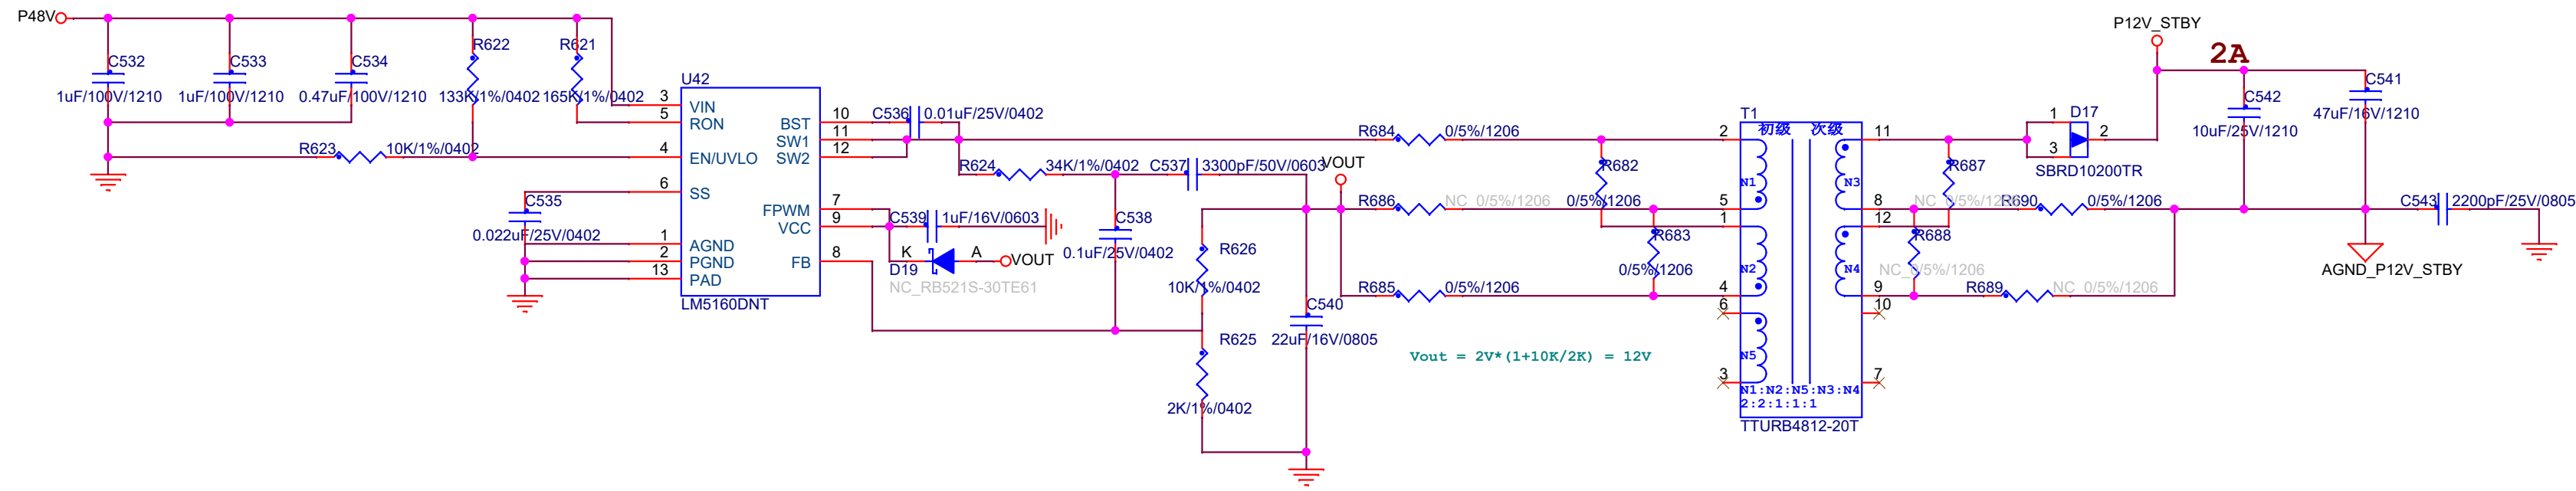 P48V
P12V_STBY
2A
R622
R621
C532
C533
C534
1uF/100V/1210
1uF/100V/1210
0.47uF/100V/1210
133K/1%/0402
165K/1%/0402
U42
3
VIN
5
RON
4
EN/UVLO
6
SS
1
AGND
2
PGND
13
PAD
10
BST
11
SW1
12
SW2
7
FPWM
9
VCC
8
FB
LM5160DNT
R623
10K/1%/0402
C535
0.022uF/25V/0402
C536
0.01uF/25V/0402
R624
34K/1%/0402
C537
3300pF/50V/0603
VOUT
C539
1uF/16V/0603
K
A
VOUT
D19
NC_RB521S-30TE61
C538
0.1uF/25V/0402
R626
10K/1%/0402
R625
2K/1%/0402
C540
22uF/16V/0805
R684
0/5%/1206
R686
NC_0/5%/1206
R685
0/5%/1206
R682
0/5%/1206
R683
0/5%/1206
Vout = 2V*(1+10K/2K) = 12V
T1
初级
次级
2
5
1
4
6
3
N1
N2
N5
N3
N4
11
8
12
9
10
7
N1:N2:N5:N3:N4
2:2:1:1:1
TTURB4812-20T
R687
NC_0/5%/1206
R688
NC_0/5%/1206
R690
0/5%/1206
R689
NC_0/5%/1206
1
D17
3
2
SBRD10200TR
C542
10uF/25V/1210
C541
47uF/16V/1210
C543
2200pF/25V/0805
AGND_P12V_STBY